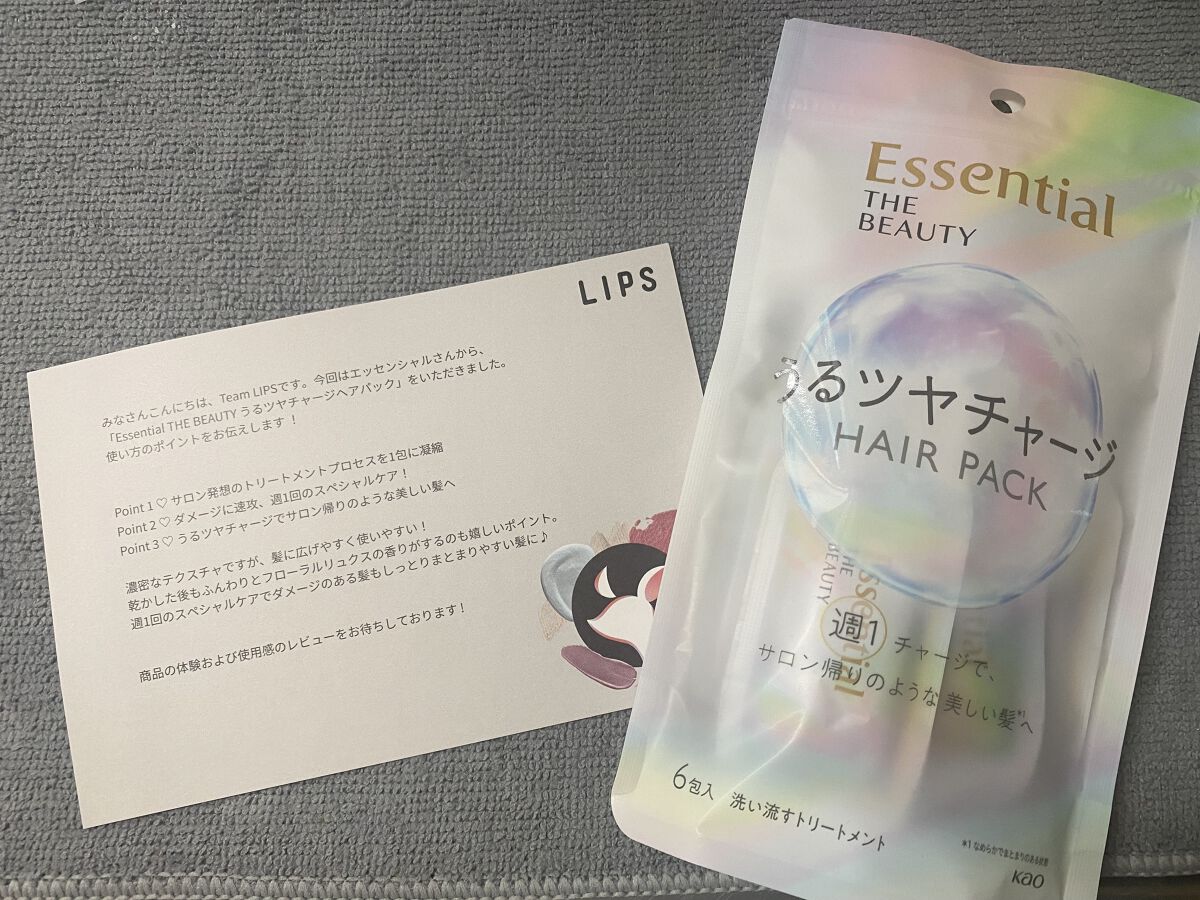 LIPS
みなさんこんにちは、Team LIPSです。今回はエッセンシャルさんから、
「Essential THE BEAUTY うるツヤチャージヘアパック」をいただきました。
使い方のポイントをお伝えします！
Point 1 ♡ サロン発想のトリートメントプロセスを1包に凝縮
Point 2 ♡ ダメージに速攻、週1回のスペシャルケア！
Point 3 ♡ うるツヤチャージでサロン帰りのような美しい髪へ
濃密なテクスチャですが、髪に広げやすく使いやすい！
乾かした後もふんわりとフローラルリュクスの香りがするのも嬉しいポイント。
週1回のスペシャルケアでダメージのある髪もしっとりまとまりやすい髪に♪
商品の体験および使用感のレビューをお待ちしております！
Essential
THE
BEAUTY
うるツヤチャージ
HAIR PACK
Essential
THE
BEAUTY
週1 チャージで、
サロン帰りのような美しい髪*1へ
6包入 洗い流すトリートメント
*1 なめらかでまとまりのある状態
Kao